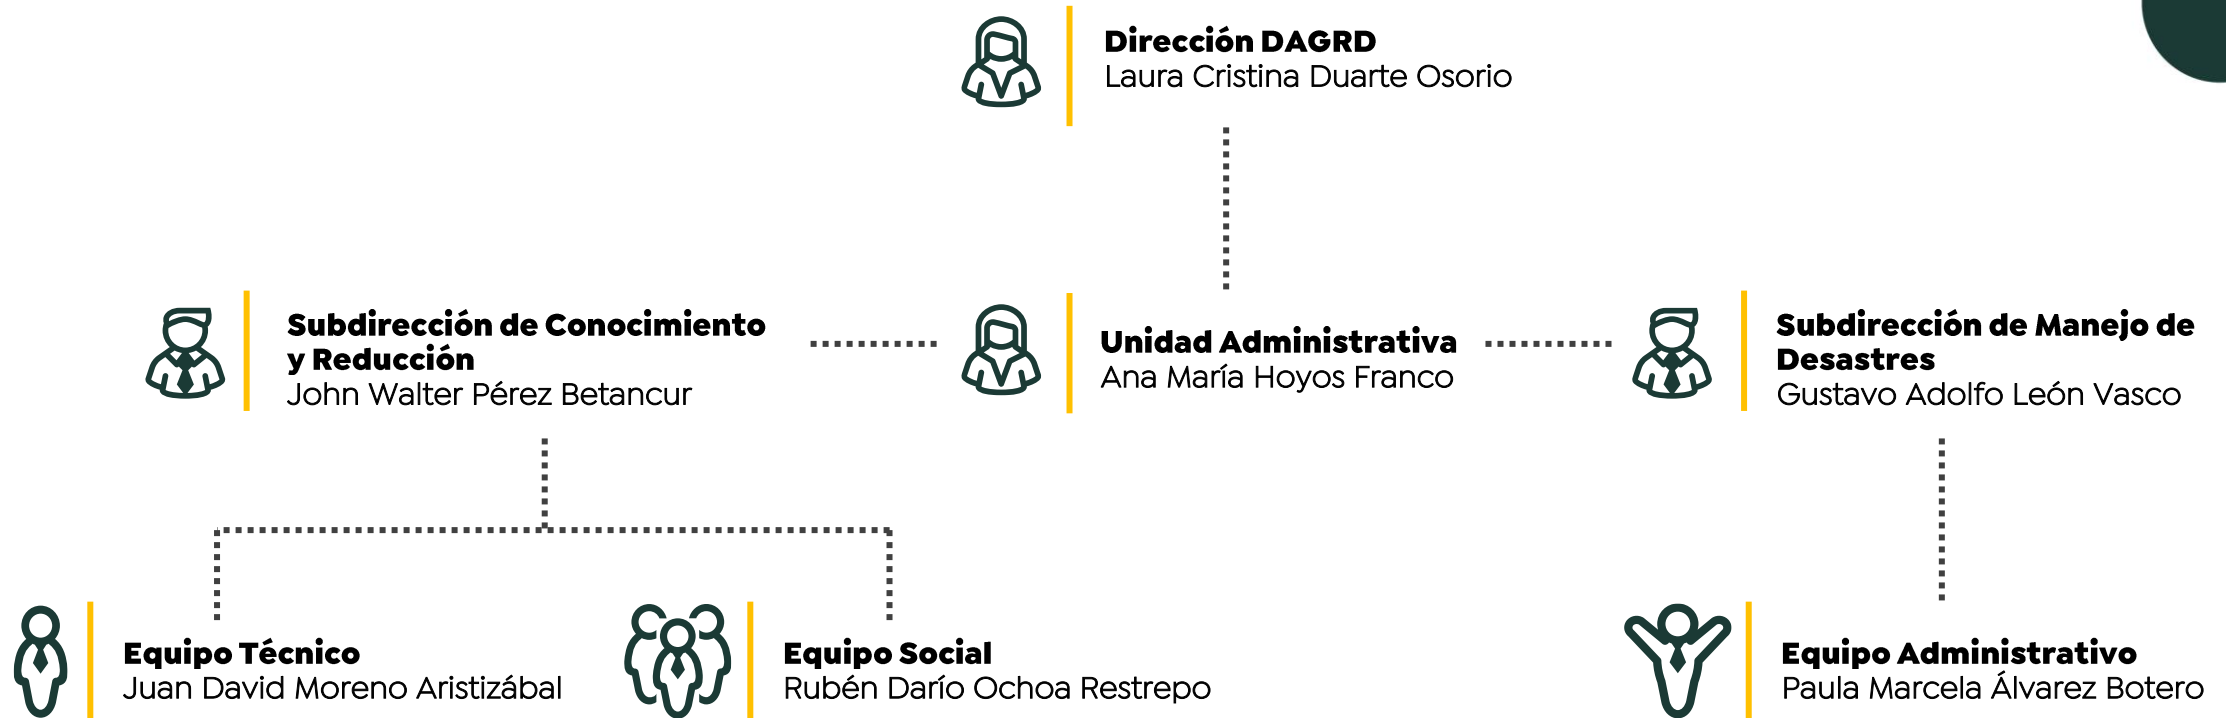 Dirección DAGRD
Laura Cristina Duarte Osorio
Subdirección de Conocimiento
y Reducción
John Walter Pérez Betancur
Unidad Administrativa
Ana María Hoyos Franco
Subdirección de Manejo de
Desastres
Gustavo Adolfo León Vasco
Equipo Técnico
Juan David Moreno Aristizábal
Equipo Social
Rubén Darío Ochoa Restrepo
Equipo Administrativo
Paula Marcela Álvarez Botero